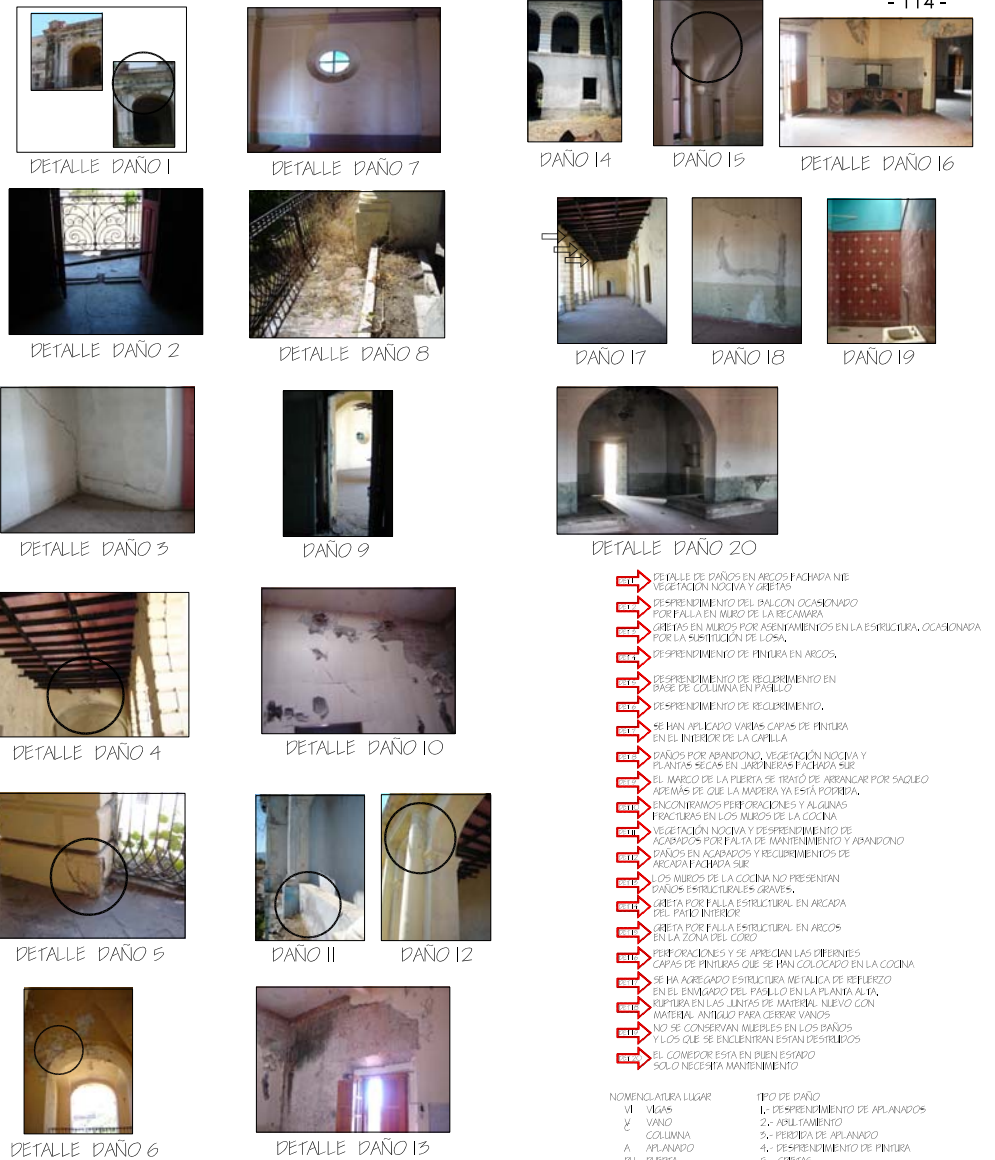 - 114 -
DETALLE DAÑO 1
DETALLE DAÑO 7
DAÑO 14
DAÑO 15
DETALLE DAÑO 16
DETALLE DAÑO 2
DETALLE DAÑO 8
DAÑO 17
DAÑO 18
DAÑO 19
DETALLE DAÑO 3
DAÑO 9
DETALLE DAÑO 20
DETALLE DAÑO 4
DETALLE DAÑO 10
DETALLE DAÑO 5
DAÑO 11
DAÑO 12
DETALLE DAÑO 6
DETALLE DAÑO 13
DETALLE DE DAÑOS EN ARCOS FACHADA NTE
VEGETACION NOCIVA Y GRIETAS
DESPRENDIMIENTO DEL BALCON OCASIONADO
POR FALLA EN MURO DE LA RECAMARA
GRIETAS EN MUROS POR ASENTAMIENTOS EN LA ESTRUCTURA. OCASIONADA
POR LA SUSTITUCIÓN DE LOSA.
DESPRENDIMIENTO DE PINTURA EN ARCOS.
DESPRENDIMIENTO DE RECUBRIMIENTO EN
BASE DE COLUMNA EN PASILLO
DESPRENDIMIENTO DE RECUBRIMIENTO.
SE HAN APLICADO VARIAS CAPAS DE PINTURA
EN EL INTERIOR DE LA CAPILLA
DAÑOS POR ABANDONO, VEGETACIÓN NOCIVA Y
PLANTAS SECAS EN JARDINERAS FACHADA SUR
EL MARCO DE LA PUERTA SE TRATÓ DE ARRANCAR POR SAQUEO
ADEMÁS DE QUE LA MADERA YA ESTÁ PODRIDA.
ENCONTRAMOS PERFORACIONES Y ALGUNAS
FRACTURAS EN LOS MUROS DE LA COCINA
VEGETACIÓN NOCIVA Y DESPRENDIMIENTO DE
ACABADOS POR FALTA DE MANTENIMIENTO Y ABANDONO
DAÑOS EN ACABADOS Y RECUBRIMIENTOS DE
ARCADA FACHADA SUR
LOS MUROS DE LA COCINA NO PRESENTAN
DAÑOS ESTRUCTURALES GRAVES.
GRIETA POR FALLA ESTRUCTURAL EN ARCADA
DEL PATIO INTERIOR
GRIETA POR FALLA ESTRUCTURAL EN ARCOS
EN LA ZONA DEL CORO
PERFORACIONES Y SE APRECIAN LAS DIFERNTES
CAPAS DE PINTURAS QUE SE HAN COLOCADO EN LA COCINA
SE HA AGREGADO ESTRUCTURA METALICA DE REFUERZO
EN EL ENVIGADO DEL PASILLO EN LA PLANTA ALTA.
RUPTURA EN LAS JUNTAS DE MATERIAL NUEVO CON
MATERIAL ANTIGUO PARA CERRAR VANOS
NO SE CONSERVAN MUEBLES EN LOS BAÑOS
Y LOS QUE SE ENCUENTRAN ESTAN DESTRUIDOS
EL COMEDOR ESTA EN BUEN ESTADO
SOLO NECESITA MANTENIMIENTO
NOMENCLATURA LUGAR TIPO DE DAÑO
VI VIGAS 1.- DESPRENDIMIENTO DE APLANADOS
V VANO 2.- ABULTAMIENTO
C COLUMNA 3.- PERDIDA DE APLANADO
A APLANADO 4.- DESPRENDIMIENTO DE PINTURA